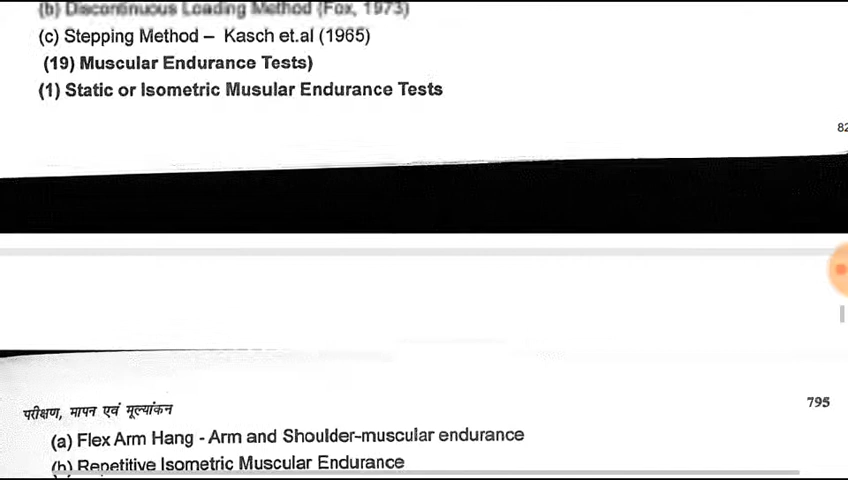 (b) Discontinuous Loading Method (Fox, 1973)
(c) Stepping Method – Kasch et.al (1965)
(19) Muscular Endurance Tests)
(1) Static or Isometric Musular Endurance Tests
82
795
परीक्षण, मापन एवं मूल्यांकन
(a) Flex Arm Hang - Arm and Shoulder-muscular endurance
(b) Repetitive Isometric Muscular Endurance